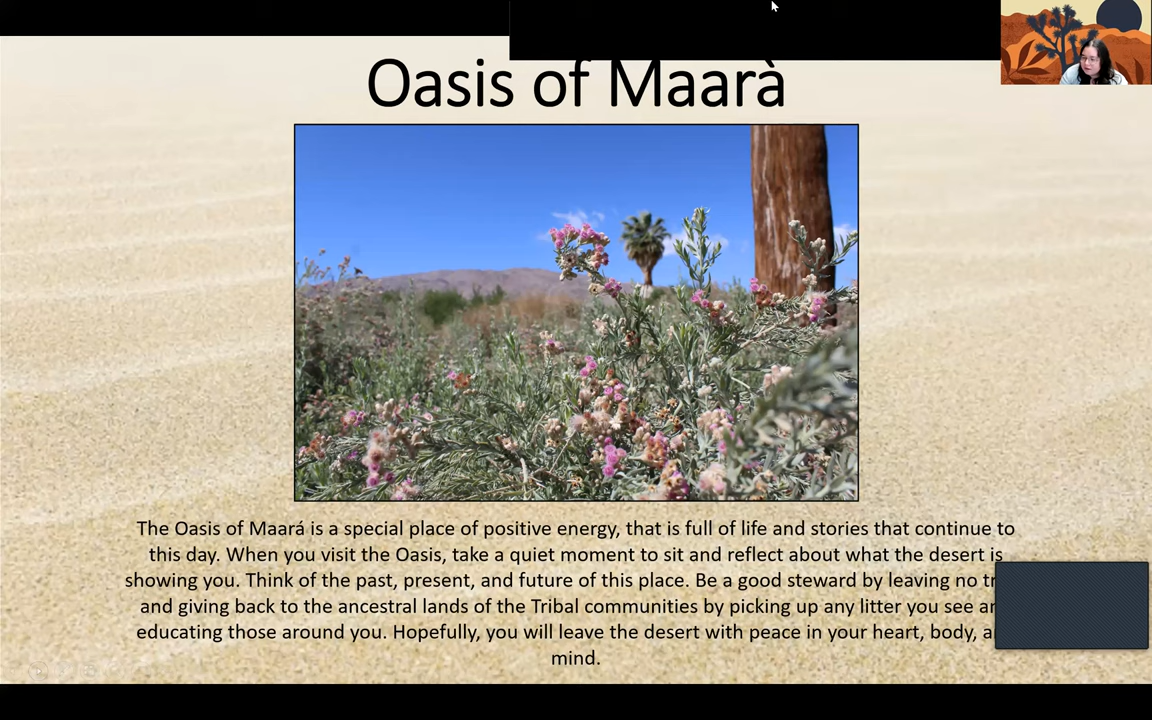 Oasis of Maarà
The Oasis of Maará is a special place of positive energy, that is full of life and stories that continue to
this day. When you visit the Oasis, take a quiet moment to sit and reflect about what the desert is
showing you. Think of the past, present, and future of this place. Be a good steward by leaving no
and giving back to the ancestral lands of the Tribal communities by picking up any litter you see
educating those around you. Hopefully, you will leave the desert with peace in your heart, body,
mind.